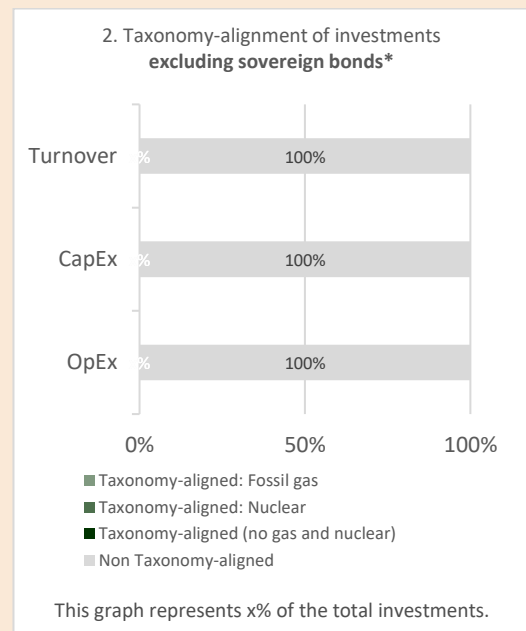 2. Taxonomy-alignment of investments
excluding sovereign bonds*
Turnover
%
100%
CapEx
%
100%
OpEx
%
100%
0%
50%
100%
Taxonomy-aligned: Fossil gas
Taxonomy-aligned: Nuclear
Taxonomy-aligned (no gas and nuclear)
Non Taxonomy-aligned
This graph represents x% of the total investments.